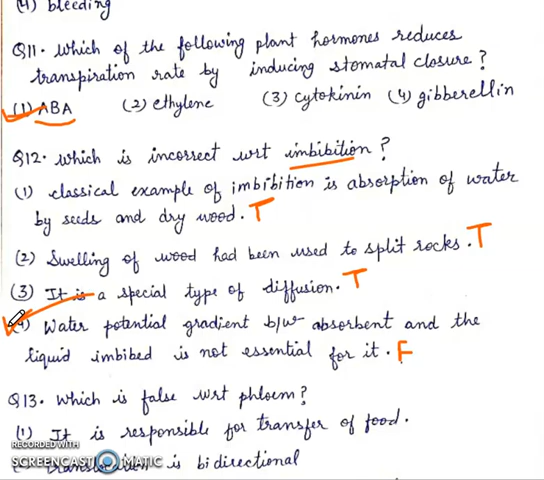 (4) bleeding
Q11. Which of the following plant hormones reduces
transpiration rate by inducing stomatal closure?
(1) ABA (2) ethylene (3) cytokinin (4) gibberellin
Q12. Which is incorrect wrt imbibition?
(1) classical example of imbibition is absorption of water
by seeds and dry wood. T
(2) Swelling of wood had been used to split rocks. T
(3) It is a special type of diffusion. T
(4) Water potential gradient b/w absorbent and the
liquid imbibed is not essential for it. F
Q13. Which is false wrt phloem?
(1) It is responsible for transfer of food.
RECORDED WITH
SCREENCAST MATIC
translocation is bidirectional